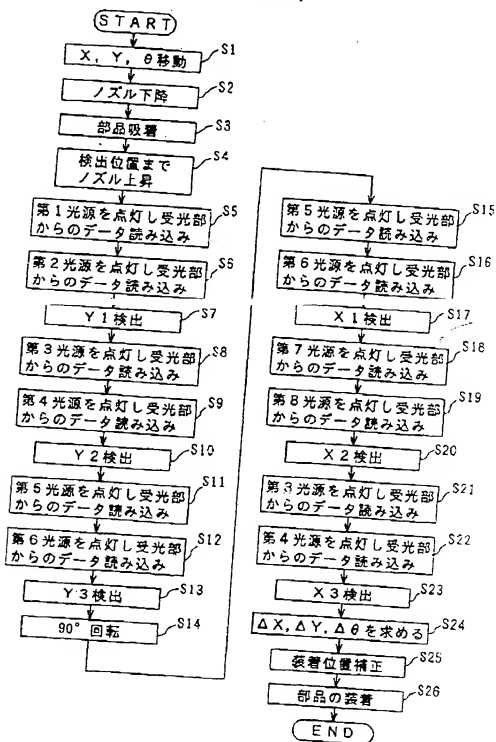 START
S1
X, Y, θ移動
S2
ノズル下降
S3
部品吸着
S4
検出位置まで
ノズル上昇
S5
第1光源を点灯し受光部
からのデータ読み込み
S6
第2光源を点灯し受光部
からのデータ読み込み
S7
Y1検出
S8
第3光源を点灯し受光部
からのデータ読み込み
S9
第4光源を点灯し受光部
からのデータ読み込み
S10
Y2検出
S11
第5光源を点灯し受光部
からのデータ読み込み
S12
第6光源を点灯し受光部
からのデータ読み込み
S13
Y3検出
S14
90°回転
S15
第5光源を点灯し受光部
からのデータ読み込み
S16
第6光源を点灯し受光部
からのデータ読み込み
S17
X1検出
S18
第7光源を点灯し受光部
からのデータ読み込み
S19
第8光源を点灯し受光部
からのデータ読み込み
S20
X2検出
S21
第3光源を点灯し受光部
からのデータ読み込み
S22
第4光源を点灯し受光部
からのデータ読み込み
S23
X3検出
S24
ΔX,ΔY,Δθを求める
S25
装着位置補正
S26
部品の装着
END